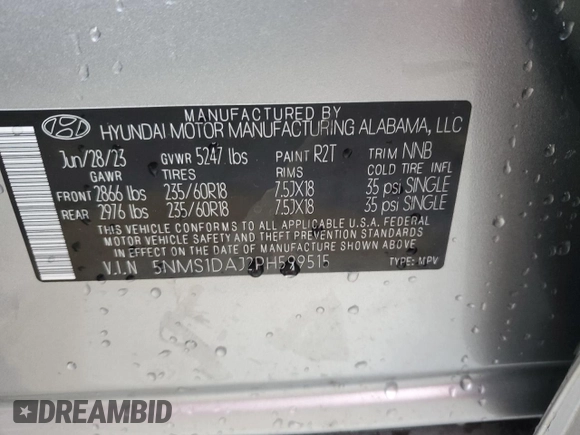 MANUFACTURED BY
HYUNDAI MOTOR MANUFACTURING ALABAMA, LLC
Jun/28/23 GVWR 5247 lbs PAINT R2T TRIM NNB
GAWR TIRES RIMS COLD TIRE INFL
FRONT 2866 lbs 235/60R18 7.5JX18 35 psi SINGLE
REAR 2976 lbs 235/60R18 7.5JX18 35 psi SINGLE
THIS VEHICLE CONFORMS TO ALL APPLICABLE U.S.A. FEDERAL
MOTOR VEHICLE SAFETY AND THEFT PREVENTION STANDARDS
IN EFFECT ON THE DATE OF MANUFACTURE SHOWN ABOVE.
V.I.N 5NMS1DAJ2PH599515 TYPE: MPV
DREAMBID